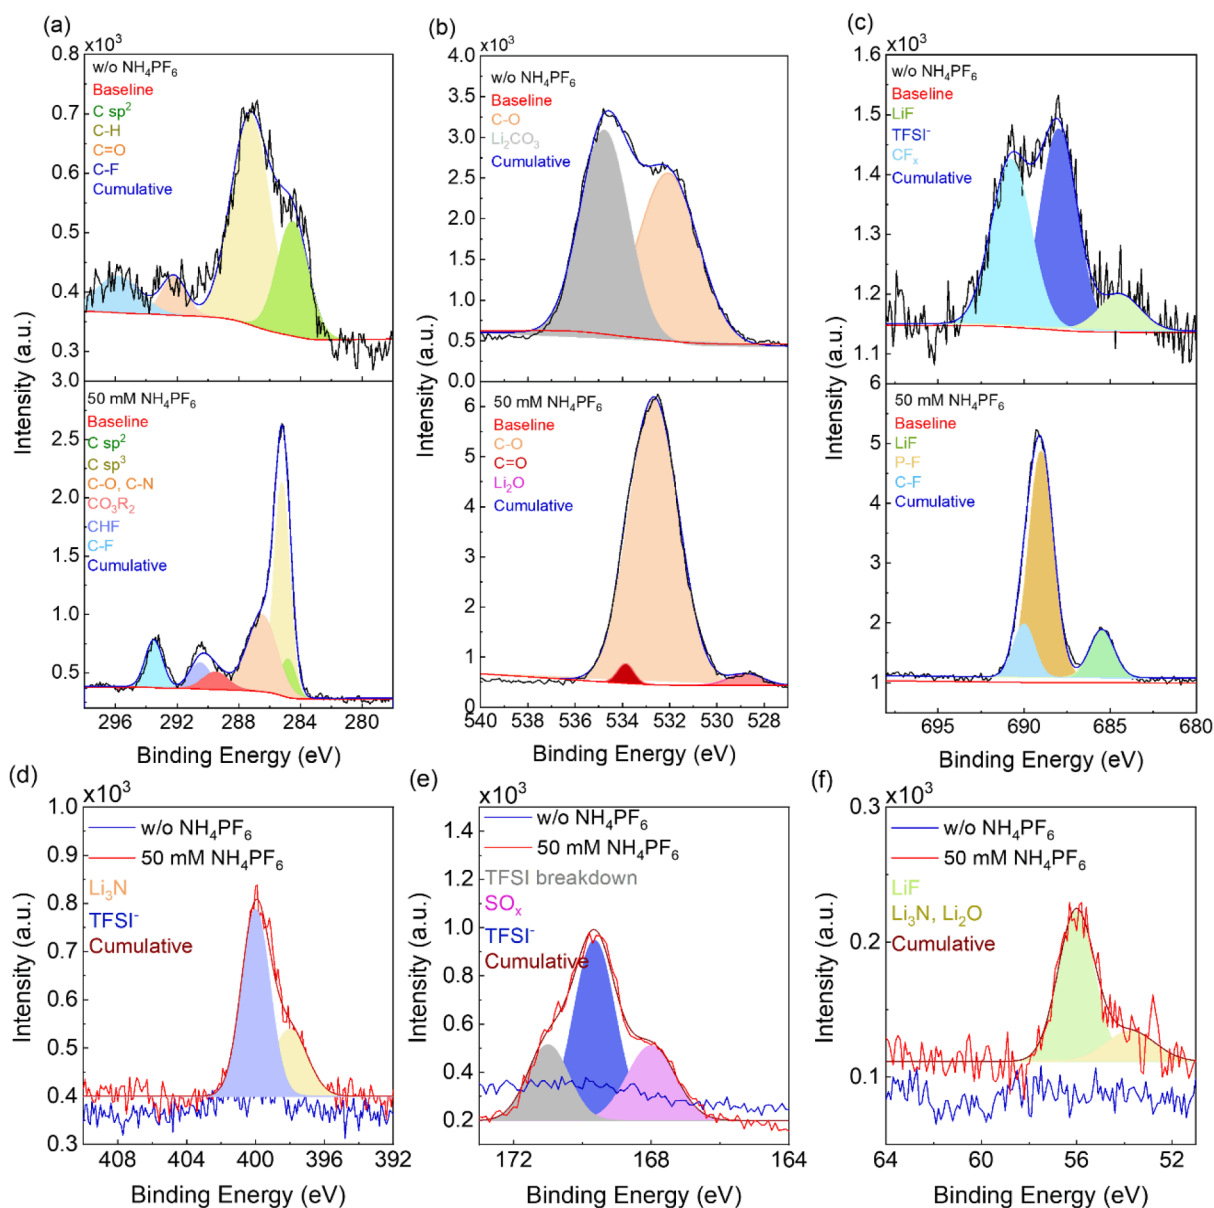 (a)
x10³
0.8
0.7
0.6
0.4
0.3
3.0
w/o NH₄PF₆
Baseline
C sp²
C-H
C=O
C-F
Cumulative
2.5
2.0
1.5
1.0
0.5
50 mM NH₄PF₆
Baseline
C sp²
C sp³
C-O, C-N
CO₃R₂
CHF
C-F
Cumulative
296 292 288 284 280
Intensity (a.u.)
Binding Energy (eV)
(b)
x10³
4.0
3.5
3.0
2.5
2.0
1.0
0.5
0.0
w/o NH₄PF₆
Baseline
C-O
Li₂CO₃
Cumulative
6
5
4
3
2
1
0
50 mM NH₄PF₆
Baseline
C-O
C=O
Li₂O
Cumulative
540 536 534 532 530 528
Intensity (a.u.)
Binding Energy (eV)
(c)
x10³
1.6
1.5
1.4
1.3
1.2
1.1
w/o NH₄PF₆
Baseline
LiF
TFSI⁻
CFₓ
Cumulative
6
5
4
3
2
1
50 mM NH₄PF₆
Baseline
LiF
P-F
C-F
Cumulative
695 690 685 680
Intensity (a.u.)
Binding Energy (eV)
(d)
x10³
1.0
0.9
0.8
0.7
0.6
0.5
0.4
0.3
w/o NH₄PF₆
50 mM NH₄PF₆
Li₃N
TFSI⁻
Cumulative
408 404 400 396 392
Intensity (a.u.)
Binding Energy (eV)
(e)
x10³
1.4
1.0
0.8
0.6
0.4
0.2
w/o NH₄PF₆
50 mM NH₄PF₆
TFSI breakdown
SOₓ
TFSI⁻
Cumulative
172 168 164
Intensity (a.u.)
Binding Energy (eV)
(f)
x10³
0.3
0.2
0.1
w/o NH₄PF₆
50 mM NH₄PF₆
LiF
Li₃N, Li₂O
Cumulative
64 60 56 52
Intensity (a.u.)
Binding Energy (eV)